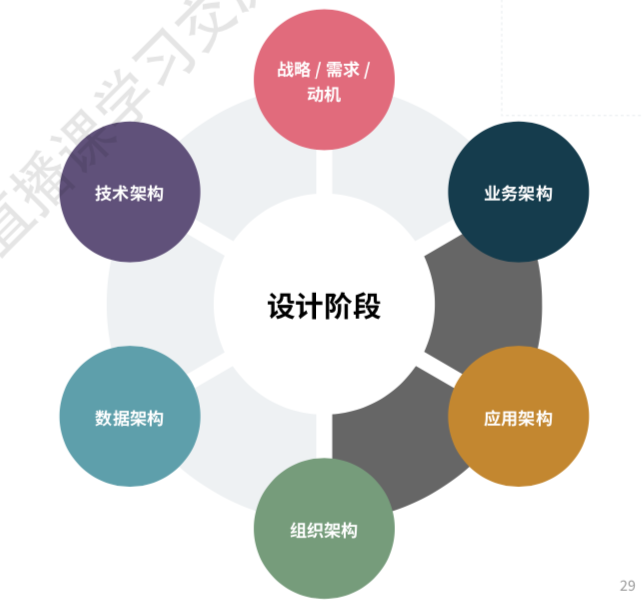 直播课学习交流
战略 / 需求 /
动机
技术架构
业务架构
设计阶段
数据架构
应用架构
组织架构
29